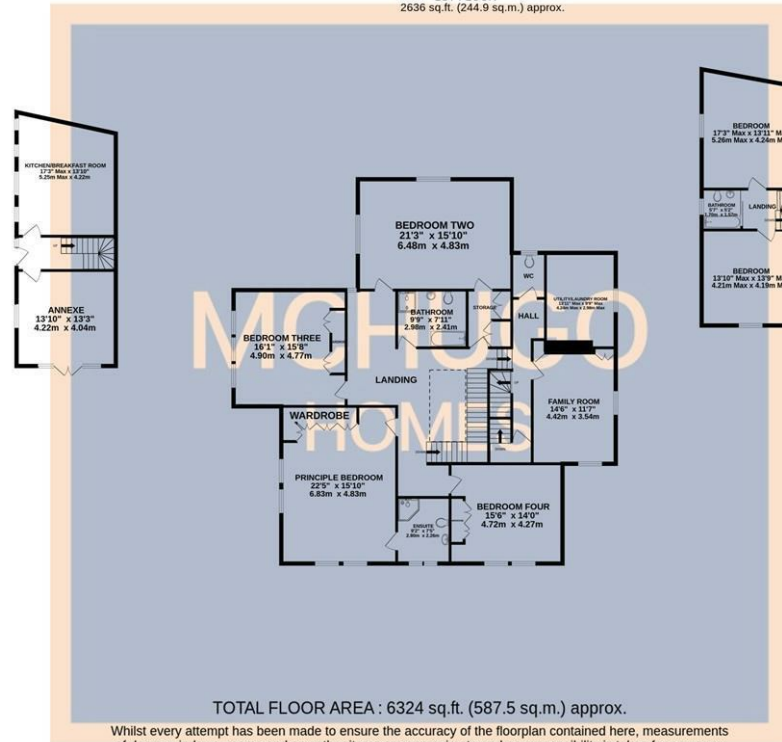 2636 sq.ft. (244.9 sq.m.) approx.
KITCHEN/BREAKFAST ROOM
17'3" Max x 13'10"
5.25m Max x 4.22m
ANNEXE
13'10" x 13'3"
4.22m x 4.04m
BEDROOM TWO
21'3" x 15'10"
6.48m x 4.83m
WC
UTILITY/LAUNDRY ROOM
BATHROOM
9'9" x 7'11"
2.98m x 2.41m
STORAGE
HALL
BEDROOM THREE
16'1" x 15'8"
4.90m x 4.77m
LANDING
FAMILY ROOM
14'6" x 11'7"
4.42m x 3.54m
WARDROBE
PRINCIPLE BEDROOM
22'5" x 15'10"
6.83m x 4.83m
ENSUITE
BEDROOM FOUR
15'6" x 14'0"
4.72m x 4.27m
BEDROOM
17'3" Max x 13'11" M
5.26m Max x 4.24m M
BATHROOM
LANDING
BEDROOM
13'10" Max x 13'9" M
4.21m Max x 4.19m M
MCHUGO
HOMES
TOTAL FLOOR AREA : 6324 sq.ft. (587.5 sq.m.) approx.
Whilst every attempt has been made to ensure the accuracy of the floorplan contained here, measurements